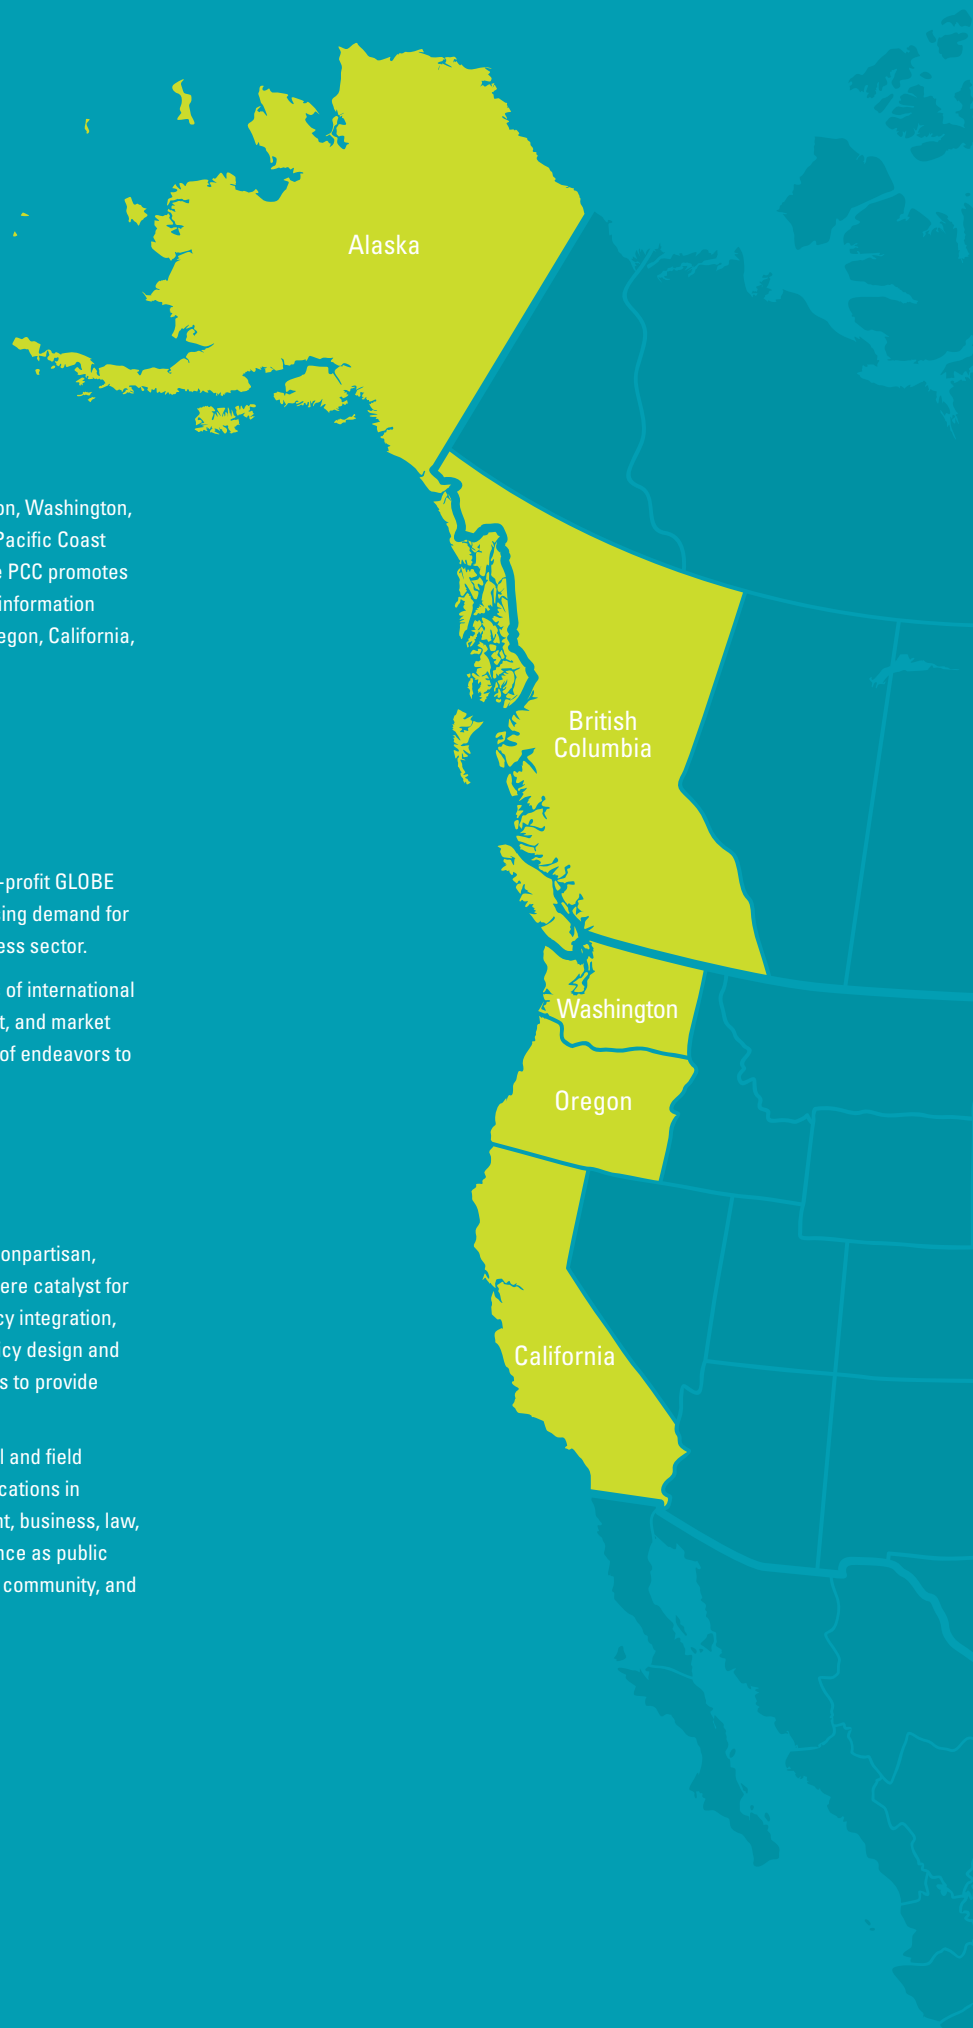 Alaska
on, Washington,
Pacific Coast
PCC promotes
information
egon, California,
British
Columbia
-profit GLOBE
ing demand for
ess sector.
of international
t, and market
of endeavors to
Washington
Oregon
onpartisan,
ere catalyst for
cy integration,
icy design and
s to provide
California
l and field
cations in
nt, business, law,
nce as public
community, and